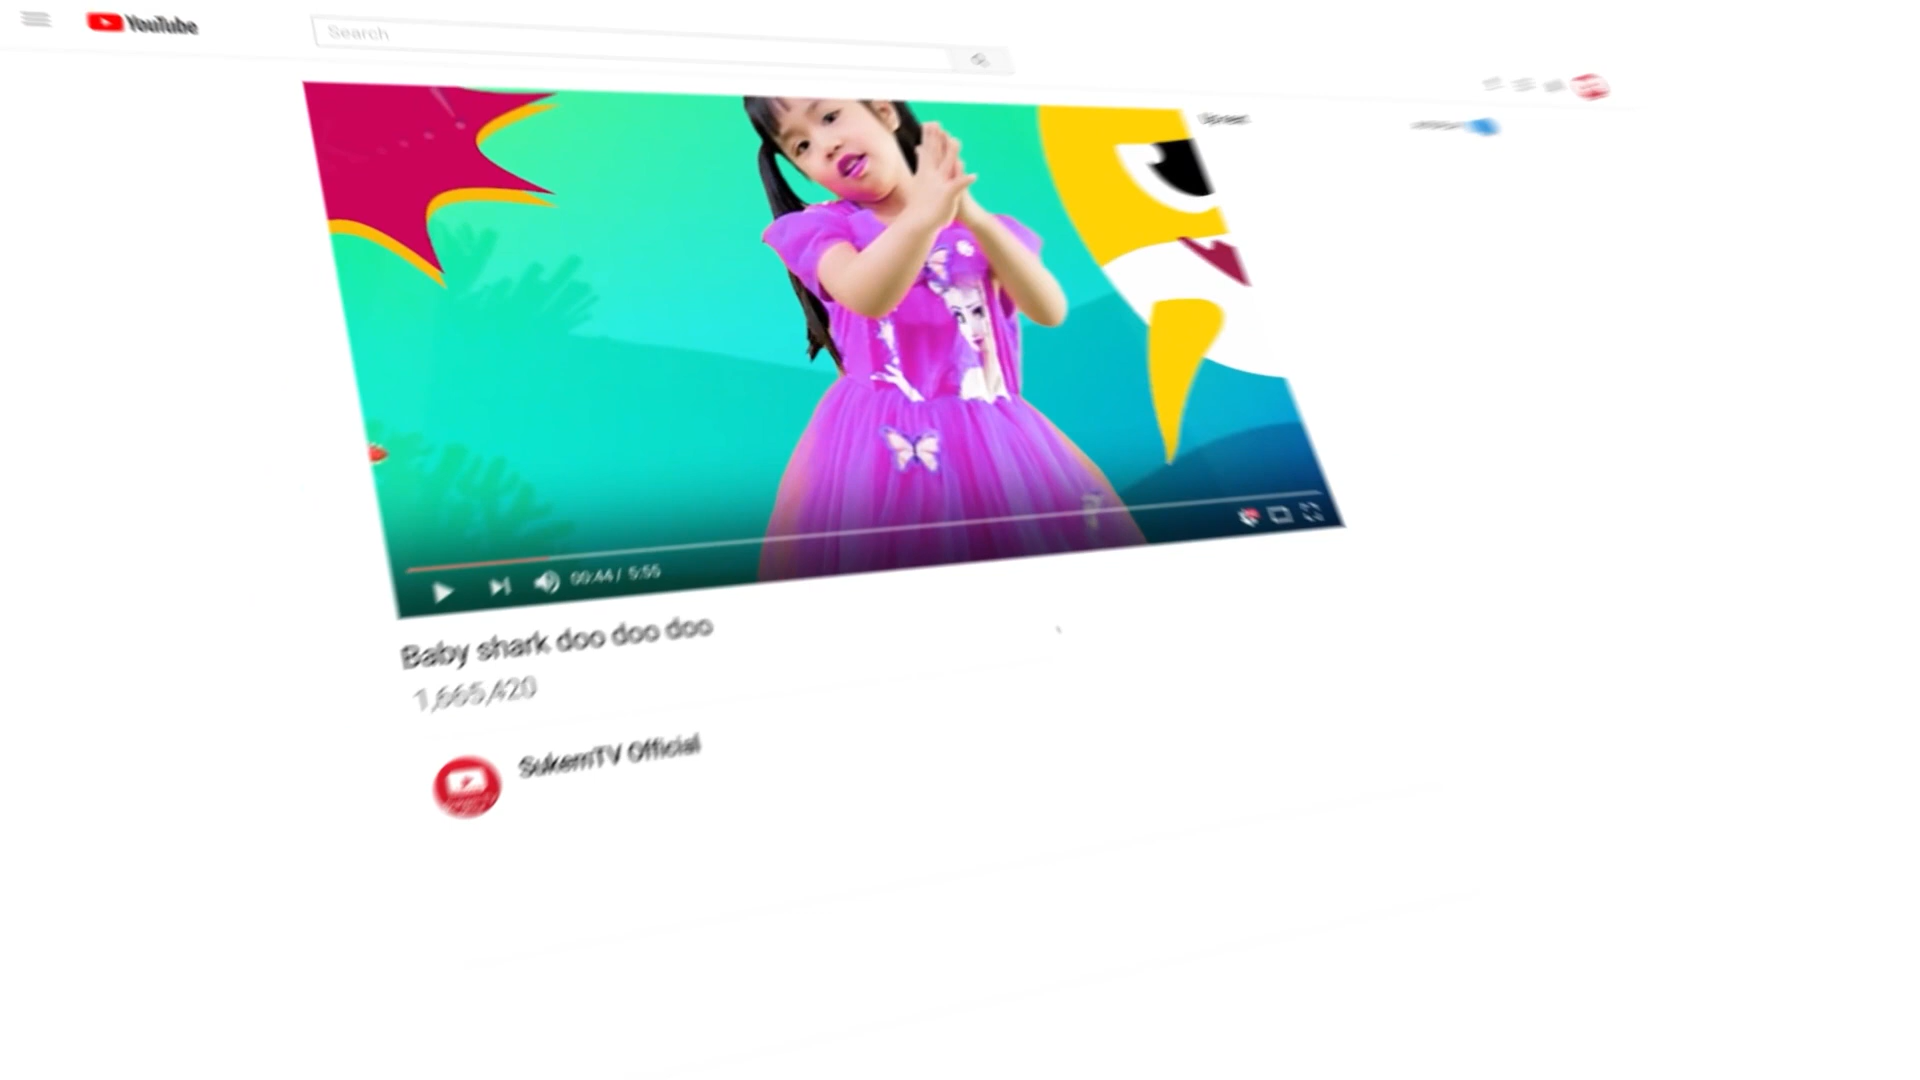 YouTube
Search
00:44 / 5:55
Baby shark doo doo doo
1,665,420
SukemTV Official